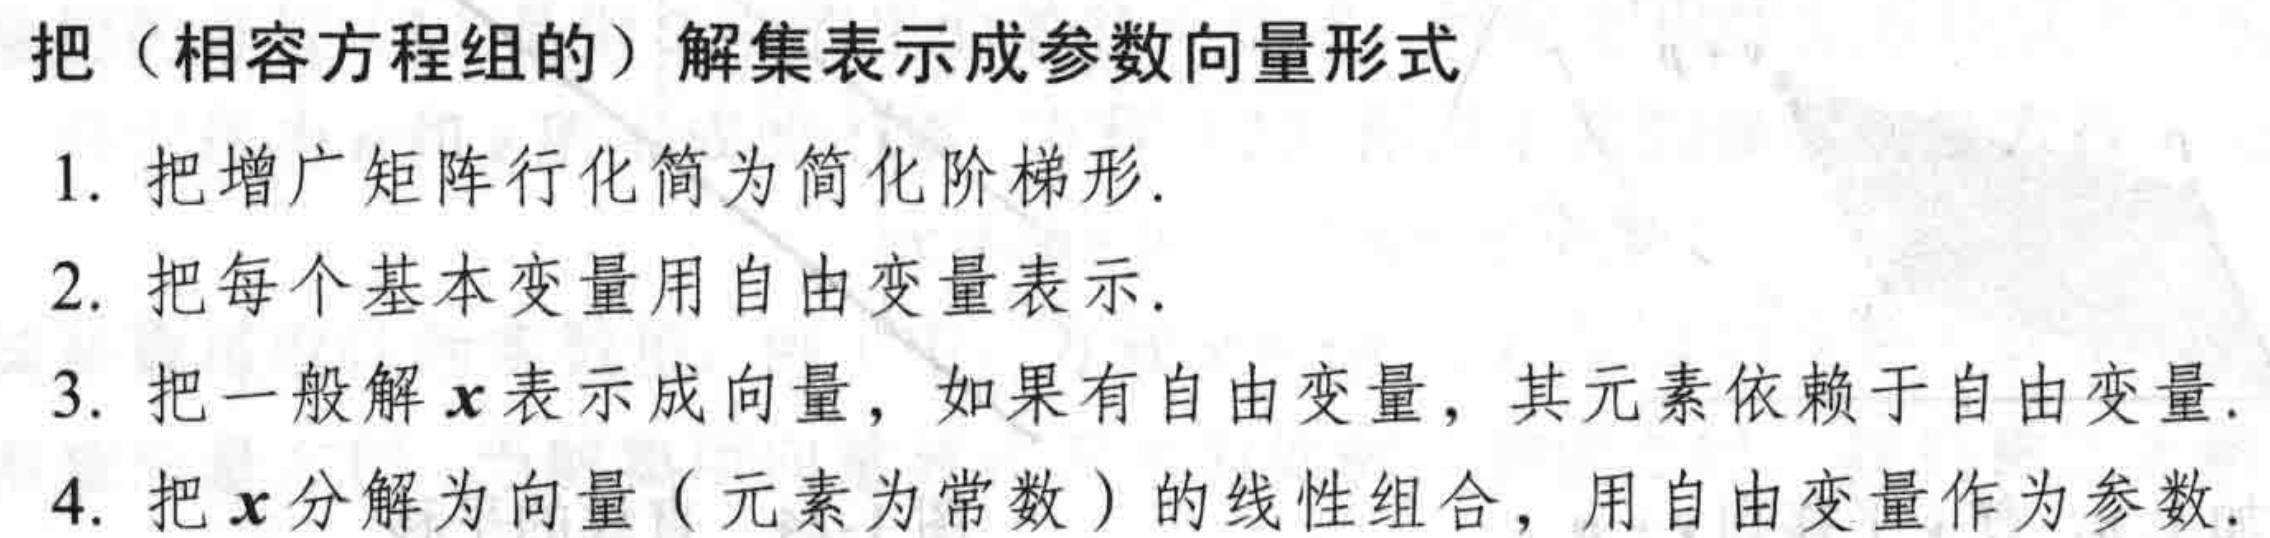 把（相容方程组的）解集表示成参数向量形式
1. 把增广矩阵行化简为简化阶梯形.
2. 把每个基本变量用自由变量表示.
3. 把一般解 x 表示成向量，如果有自由变量，其元素依赖于自由变量.
4. 把 x 分解为向量（元素为常数）的线性组合，用自由变量作为参数.